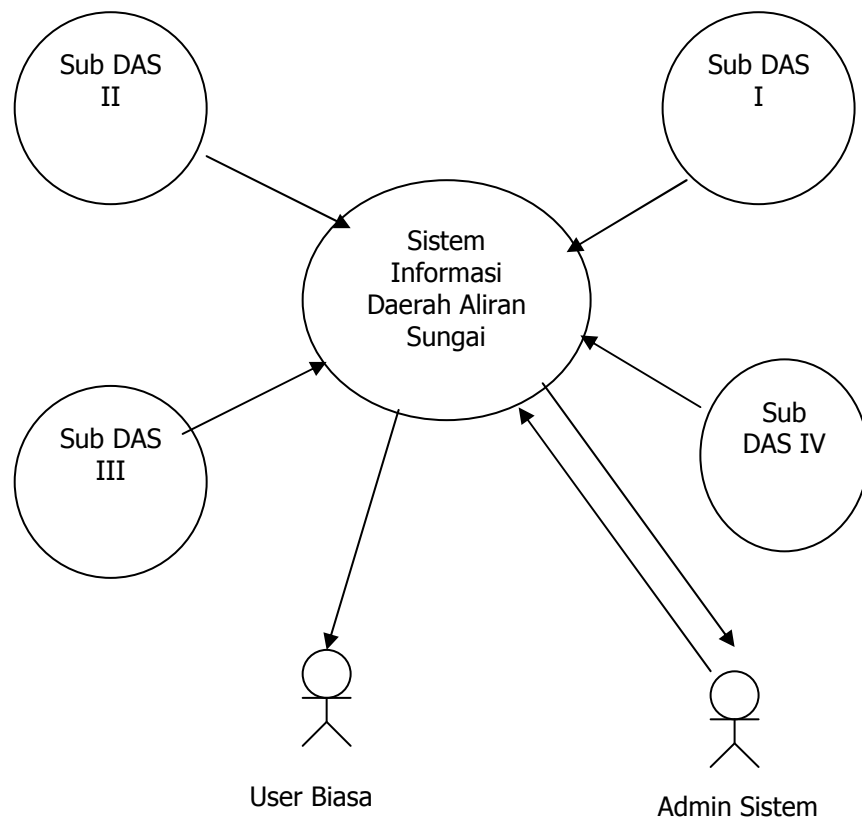 Sub DAS
II
Sub DAS
I
Sistem
Informasi
Daerah Aliran
Sungai
Sub DAS
III
Sub
DAS IV
User Biasa
Admin Sistem